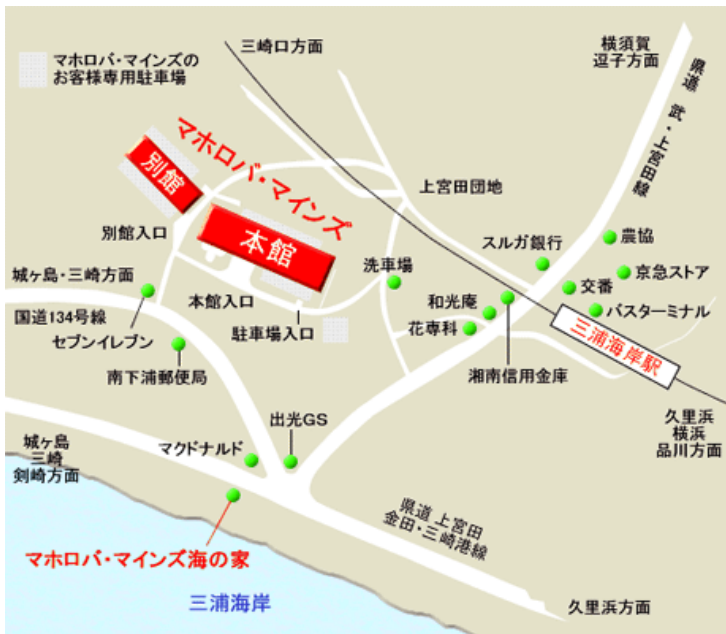 三崎口方面
横須賀
逗子方面
マホロバ・マインズの
お客様専用駐車場
県道 武・上宮田線
マホロバ・マインズ
別館
上宮田団地
別館入口
本館
スルガ銀行
農協
城ヶ島・三崎方面
洗車場
京急ストア
交番
本館入口
和光庵
バスターミナル
国道134号線
駐車場入口
花専科
セブンイレブン
三浦海岸駅
南下浦郵便局
湘南信用金庫
出光GS
久里浜
横浜
品川方面
城ヶ島
三崎
剣崎方面
マクドナルド
県道 上宮田
金田・三崎港線
マホロバ・マインズ海の家
三浦海岸
久里浜方面